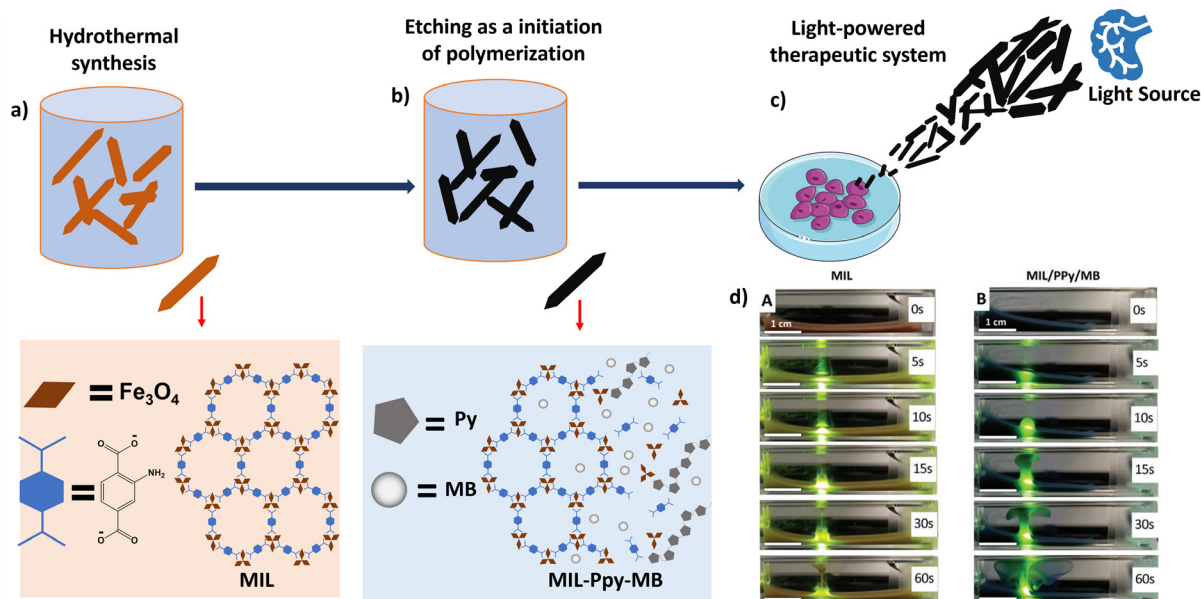 Hydrothermal
synthesis
a)
Etching as a initiation
of polymerization
b)
Light-powered
therapeutic system
c)
Light Source
= Fe₃O₄
=
O
O⁻
NH₂
O⁻
O
MIL
= Py
= MB
MIL-Ppy-MB
d)
MIL
A
0s
1 cm
5s
10s
15s
30s
60s
MIL/PPy/MB
B
0s
1 cm
5s
10s
15s
30s
60s